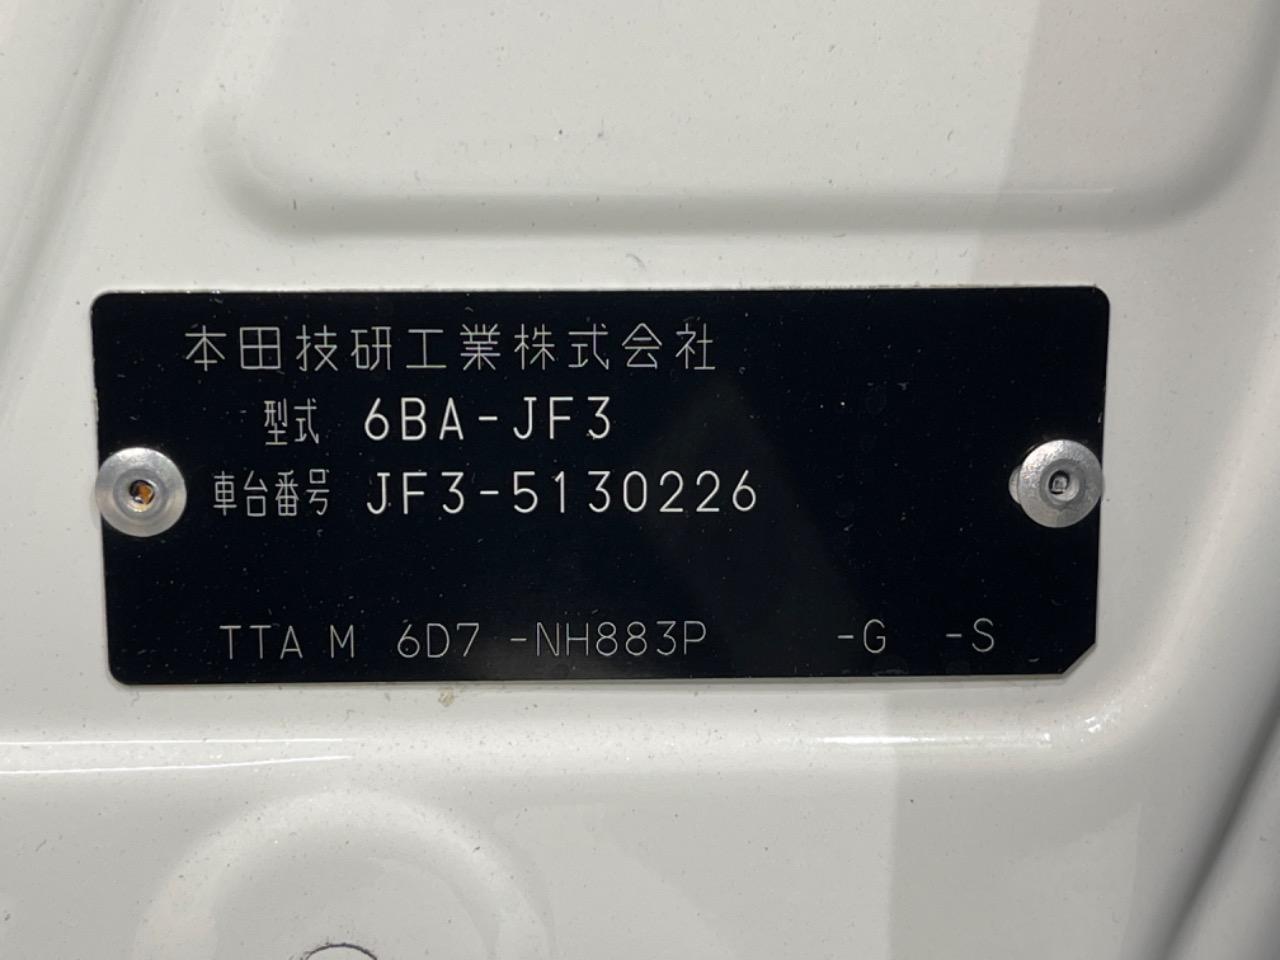 本田技研工業株式会社
型式 6BA-JF3
車台番号 JF3-5130226
TTA M 6D7 -NH883P -G -S